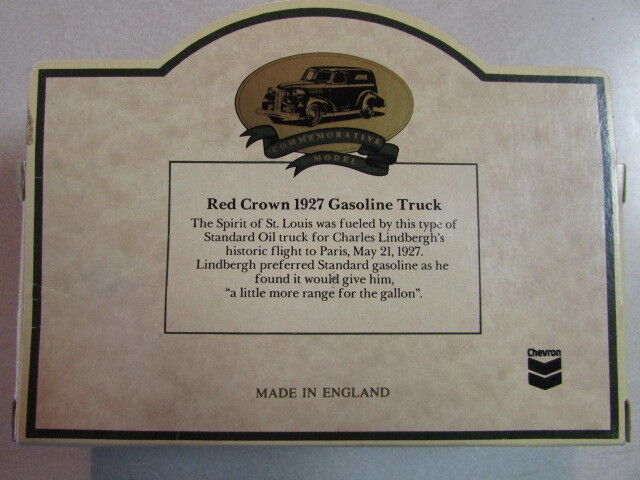 COMMEMORATIVE
MODEL
Red Crown 1927 Gasoline Truck
The Spirit of St. Louis was fueled by this type of
Standard Oil truck for Charles Lindbergh's
historic flight to Paris, May 21, 1927.
Lindbergh preferred Standard gasoline as he
found it would give him,
"a little more range for the gallon".
Chevron
MADE IN ENGLAND